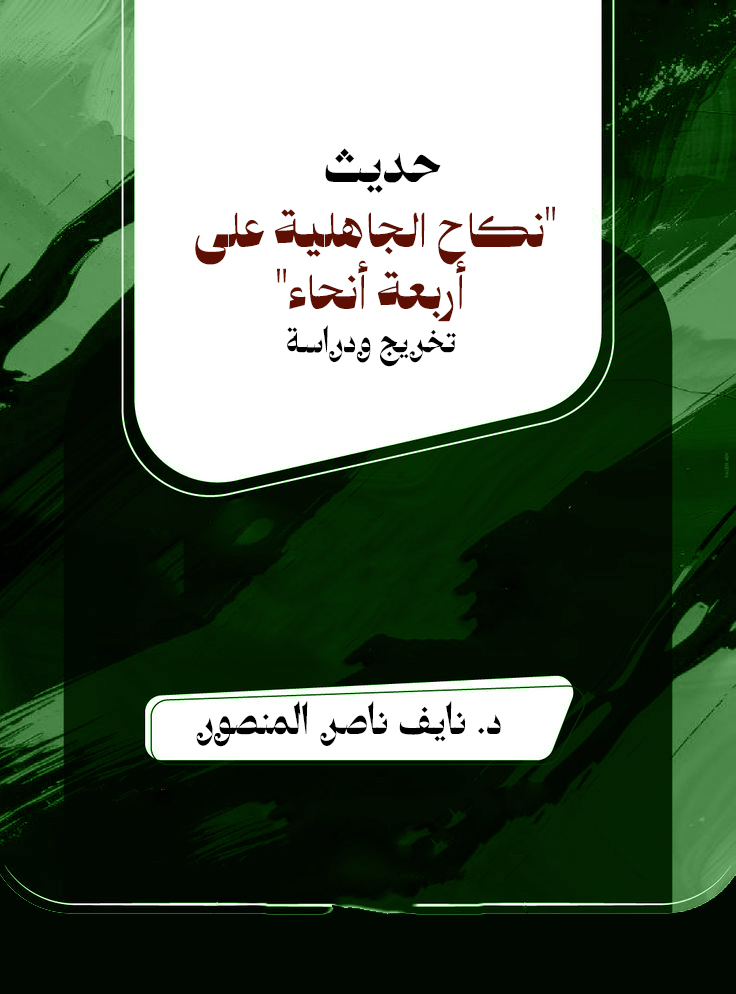 حديث
"نكاح الجاهلية على
أربعة أنحاء"
تخريج ودراسة
د. نايف ناصر المنصور